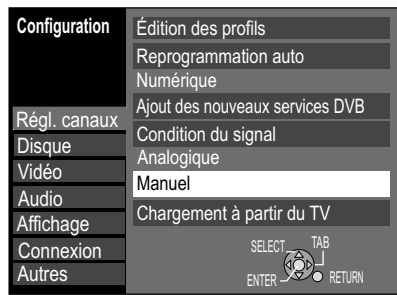 Configuration
Régl. canaux
Disque
Vidéo
Audio
Affichage
Connexion
Autres
Édition des profils
Reprogrammation auto
Numérique
Ajout des nouveaux services DVB
Condition du signal
Analogique
Manuel
Chargement à partir du TV
SELECT TAB
ENTER RETURN